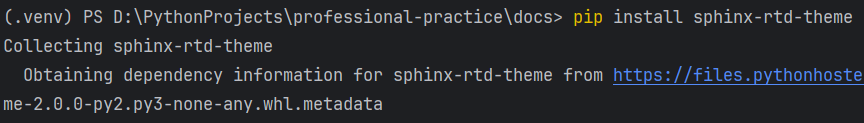 (.venv) PS D:\PythonProjects\professional-practice\docs> pip install sphinx-rtd-theme
Collecting sphinx-rtd-theme
  Obtaining dependency information for sphinx-rtd-theme from https://files.pythonhoste
me-2.0.0-py2.py3-none-any.whl.metadata